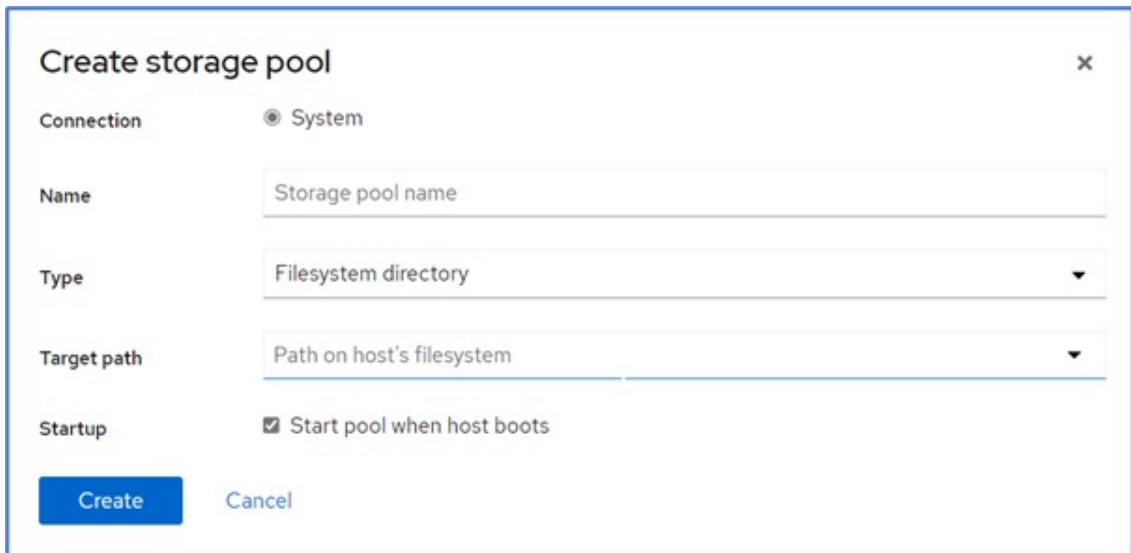 Create storage pool
Connection System
Name Storage pool name
Type Filesystem directory
Target path Path on host's filesystem
Startup Start pool when host boots
Create Cancel